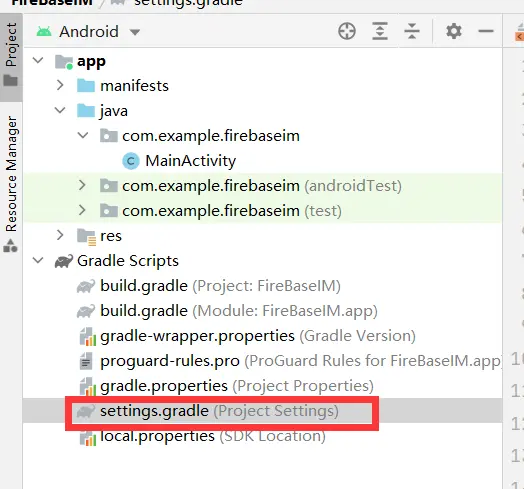 FireBaseIM settings.gradle
Project
Resource Manager
Android
app
manifests
java
com.example.firebaseim
MainActivity
com.example.firebaseim (androidTest)
com.example.firebaseim (test)
res
Gradle Scripts
build.gradle (Project: FireBaseIM)
build.gradle (Module: FireBaseIM.app)
gradle-wrapper.properties (Gradle Version)
proguard-rules.pro (ProGuard Rules for FireBaseIM.app)
gradle.properties (Project Properties)
settings.gradle (Project Settings)
local.properties (SDK Location)